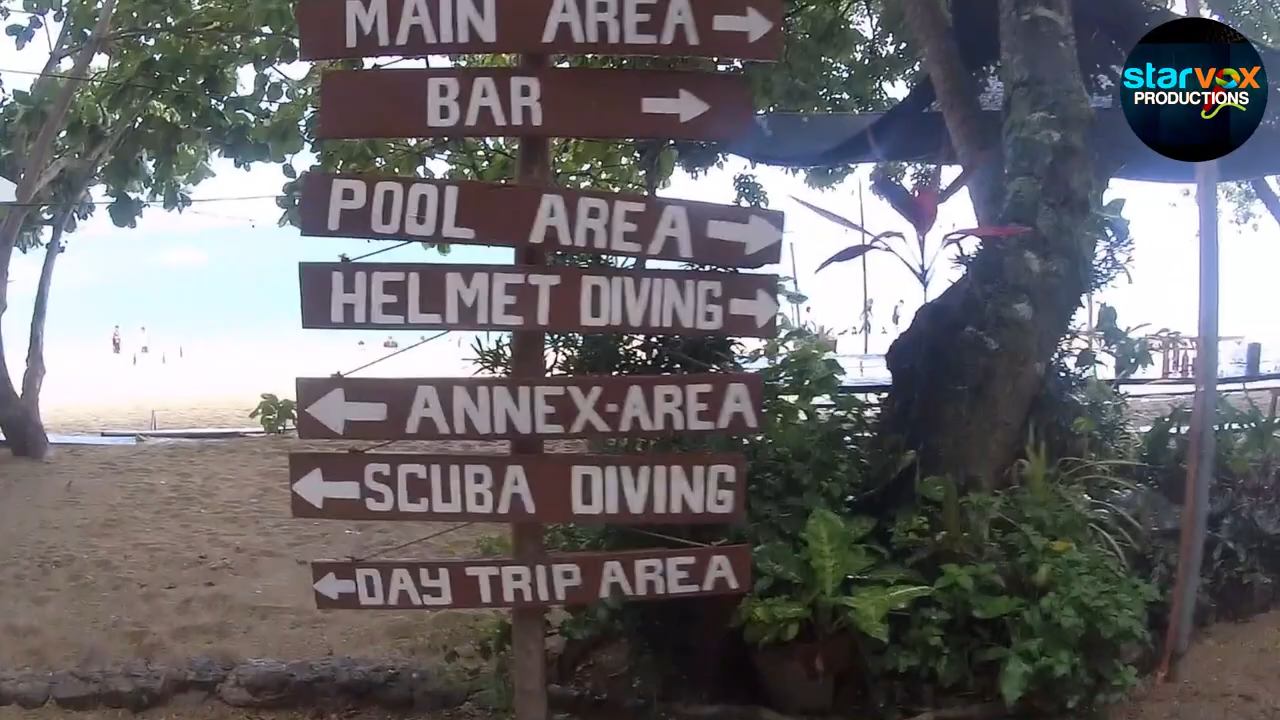 MAIN AREA
BAR
POOL AREA
HELMET DIVING
ANNEX-AREA
SCUBA DIVING
DAY TRIP AREA
starvox
PRODUCTIONS